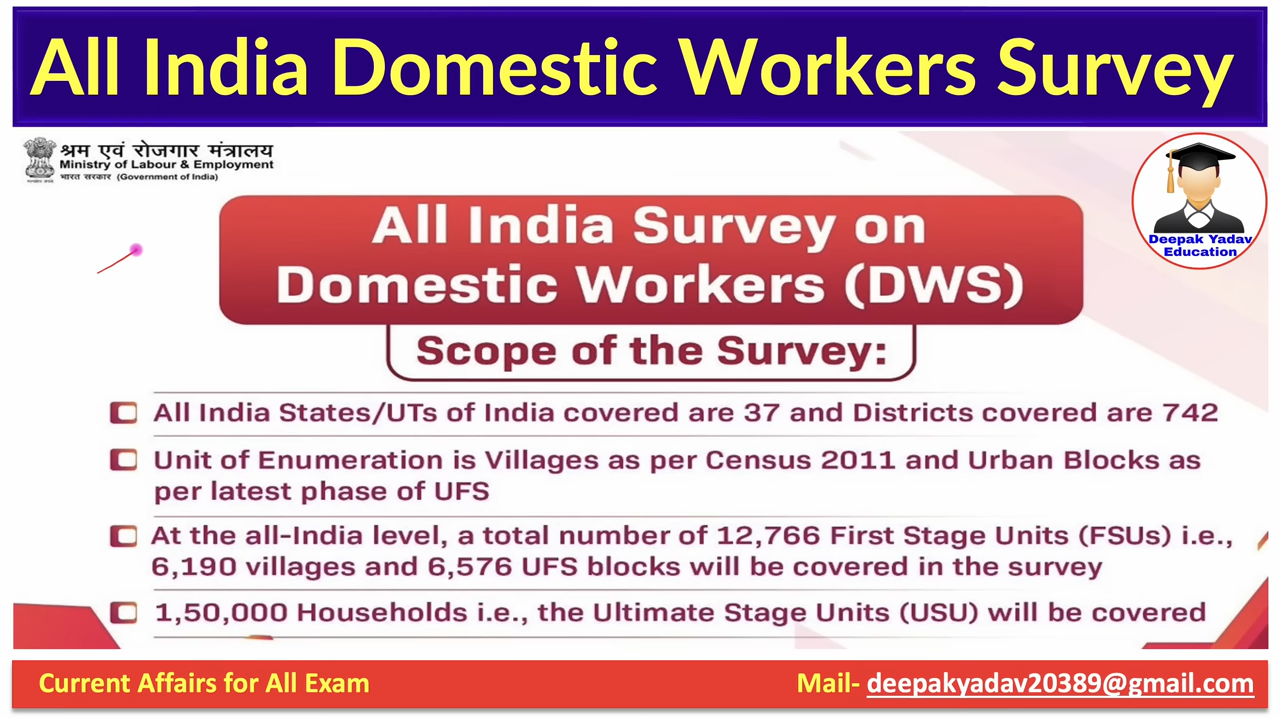 All India Domestic Workers Survey
श्रम एवं रोजगार मंत्रालय
Ministry of Labour & Employment
भारत सरकार (Government of India)
Deepak Yadav
Education
All India Survey on
Domestic Workers (DWS)
Scope of the Survey:
All India States/UTs of India covered are 37 and Districts covered are 742
Unit of Enumeration is Villages as per Census 2011 and Urban Blocks as
per latest phase of UFS
At the all-India level, a total number of 12,766 First Stage Units (FSUs) i.e.,
6,190 villages and 6,576 UFS blocks will be covered in the survey
1,50,000 Households i.e., the Ultimate Stage Units (USU) will be covered
Current Affairs for All Exam
Mail- deepakyadav20389@gmail.com